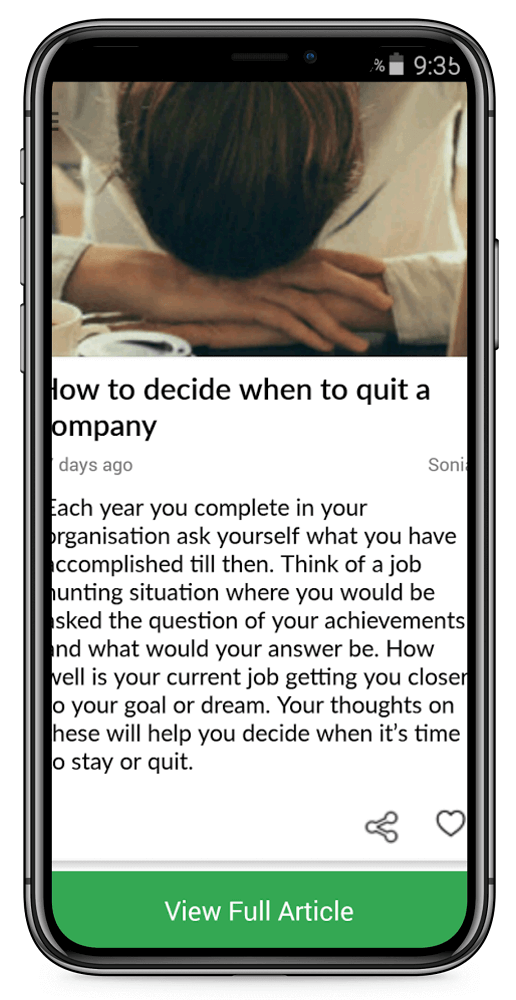 % 9:35
How to decide when to quit a
ompany
7 days ago Sonia
Each year you complete in your
organisation ask yourself what you have
accomplished till then. Think of a job
hunting situation where you would be
asked the question of your achievements
and what would your answer be. How
well is your current job getting you closer
o your goal or dream. Your thoughts on
hese will help you decide when it’s time
o stay or quit.
View Full Article